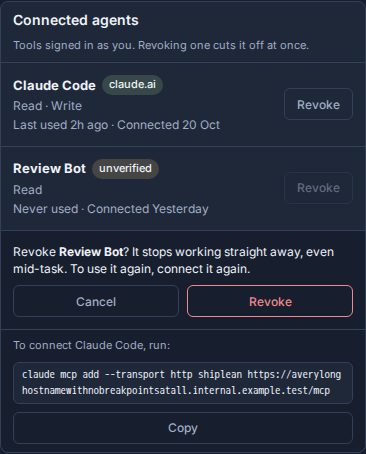 Connected agents
Tools signed in as you. Revoking one cuts it off at once.
Claude Code claude.ai
Read · Write
Revoke
Last used 2h ago · Connected 20 Oct
Review Bot unverified
Read
Revoke
Never used · Connected Yesterday
Revoke Review Bot? It stops working straight away, even
mid-task. To use it again, connect it again.
Cancel Revoke
To connect Claude Code, run:
claude mcp add --transport http shiplean https://averylong
hostnamewithnobreakpointsatall.internal.example.test/mcp
Copy